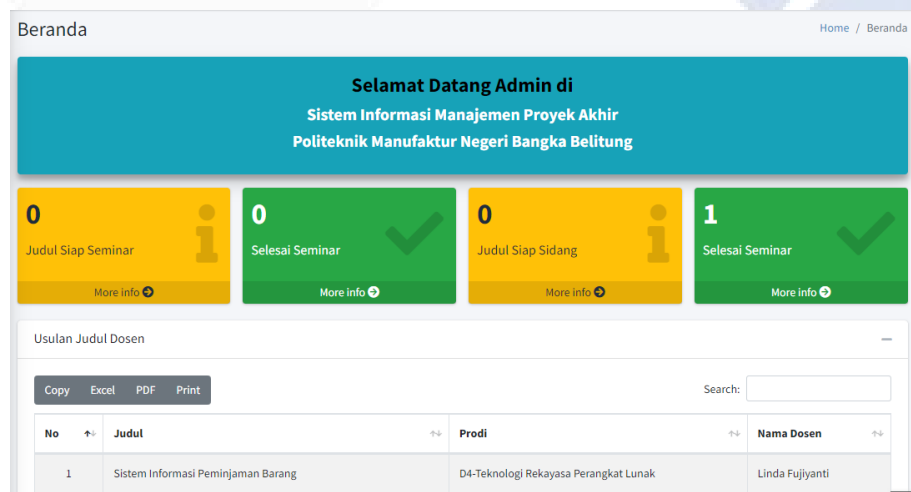 Beranda
Home / Beranda
Selamat Datang Admin di
Sistem Informasi Manajemen Proyek Akhir
Politeknik Manufaktur Negeri Bangka Belitung
0
Judul Siap Seminar
More info
0
Selesai Seminar
More info
0
Judul Siap Sidang
More info
1
Selesai Seminar
More info
Usulan Judul Dosen
Copy Excel PDF Print
Search:
No Judul Prodi Nama Dosen
1 Sistem Informasi Peminjaman Barang D4-Teknologi Rekayasa Perangkat Lunak Linda Fujiyanti